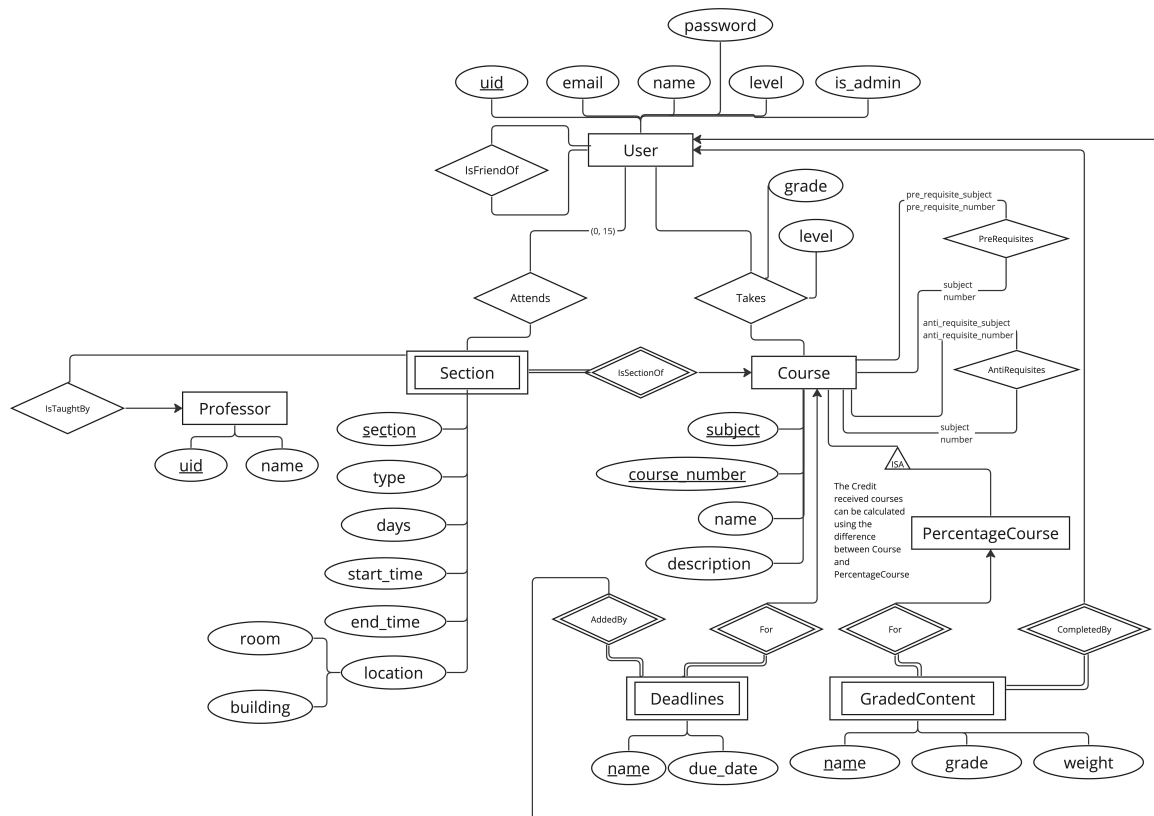 password
uid
email
name
level
is_admin
User
IsFriendOf
grade
pre_requisite_subject
pre_requisite_number
(0, 15)
level
PreRequisites
subject
number
Attends
Takes
anti_requisite_subject
anti_requisite_number
Section
IsSectionOf
Course
AntiRequisites
IsTaughtBy
Professor
section
subject
subject
number
uid
name
type
course_number
ISA
The Credit
received courses
can be calculated
using the
difference
between Course
and
PercentageCourse
days
name
PercentageCourse
start_time
description
end_time
AddedBy
For
For
CompletedBy
room
location
building
Deadlines
GradedContent
name
due_date
name
grade
weight